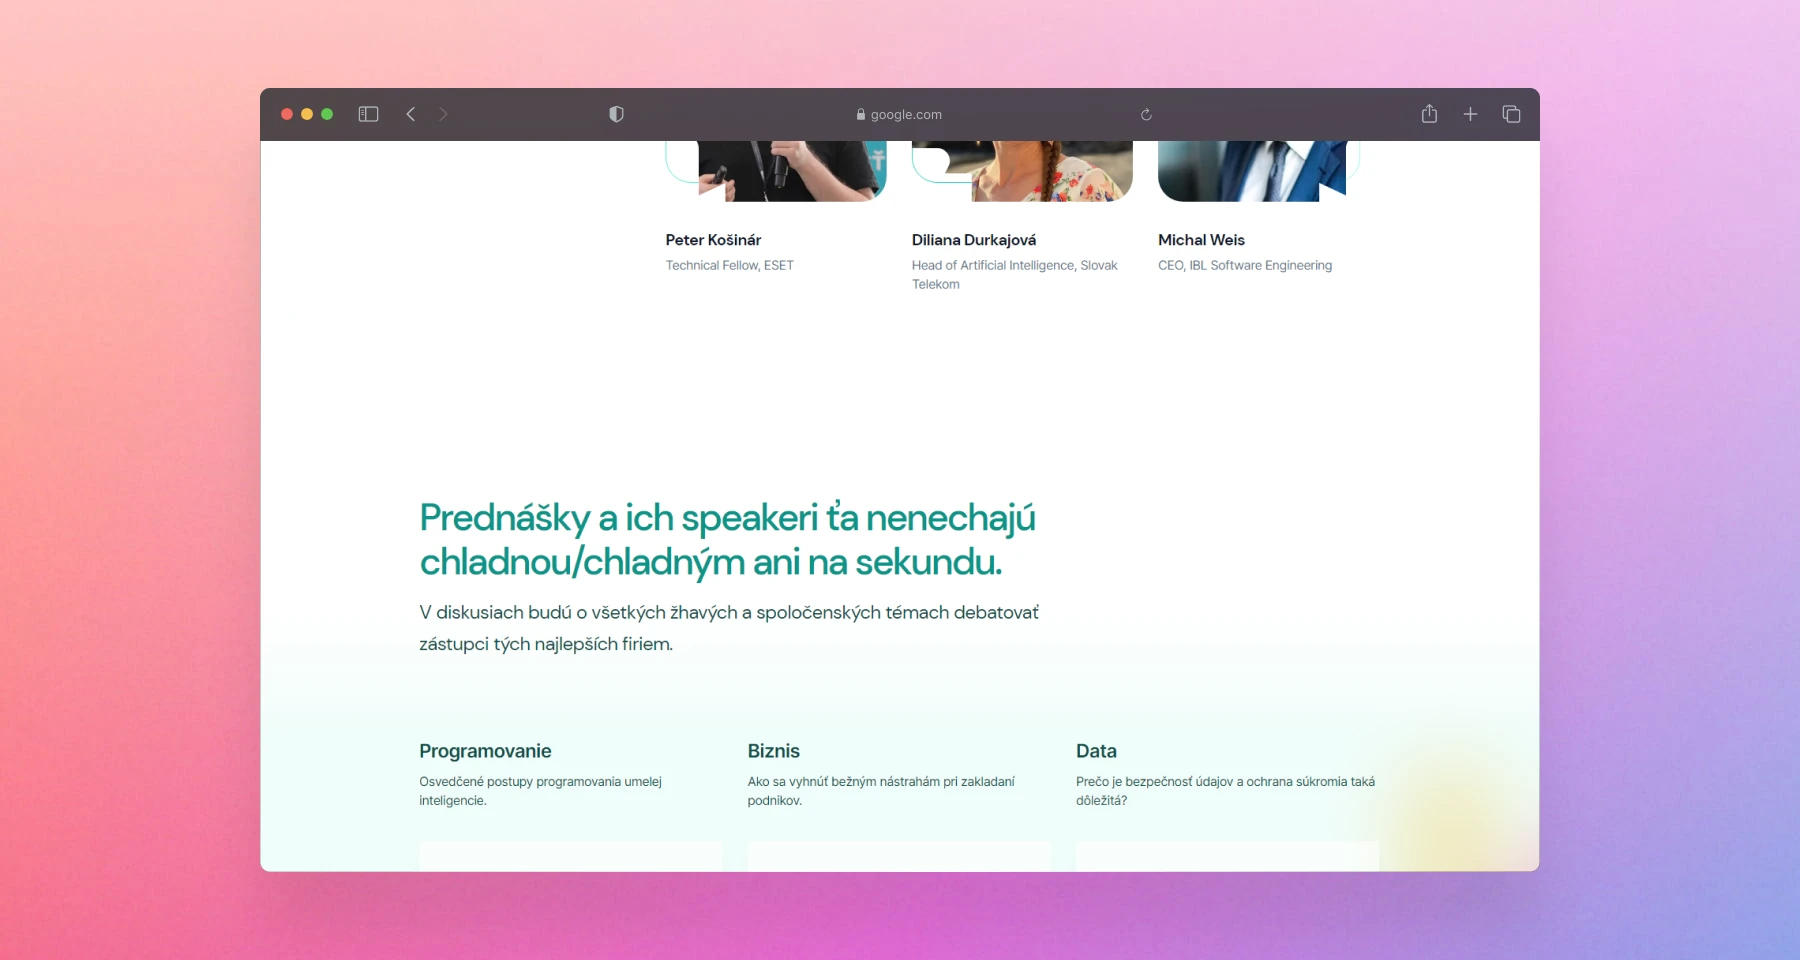 google.com
Peter Košinár
Technical Fellow, ESET
Diliana Durkajová
Head of Artificial Intelligence, Slovak
Telekom
Michal Weis
CEO, IBL Software Engineering
Prednášky a ich speakeri ťa nenechajú
chladnou/chladným ani na sekundu.
V diskusiach budú o všetkých žhavých a spoločenských témach debatovať
zástupci tých najlepších firiem.
Programovanie
Osvedčené postupy programovania umelej
inteligencie.
Biznis
Ako sa vyhnúť bežným nástrahám pri zakladaní
podnikov.
Data
Prečo je bezpečnosť údajov a ochrana súkromia taká
dôležitá?